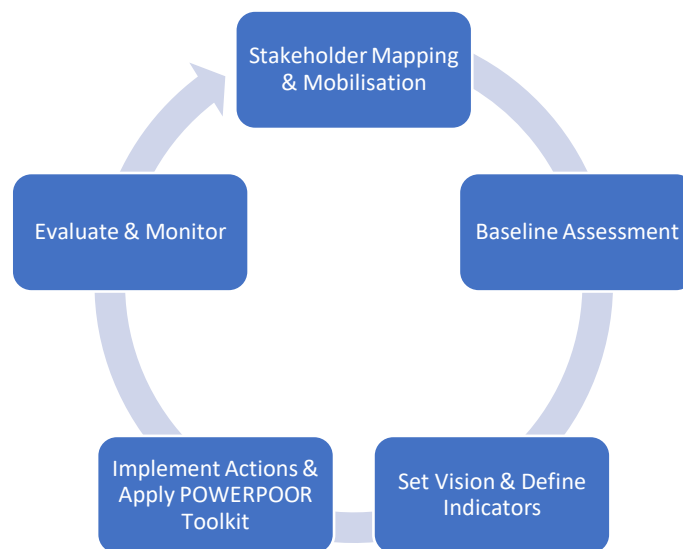 Stakeholder Mapping
& Mobilisation
Baseline Assessment
Set Vision & Define
Indicators
Implement Actions &
Apply POWERPOOR
Toolkit
Evaluate & Monitor